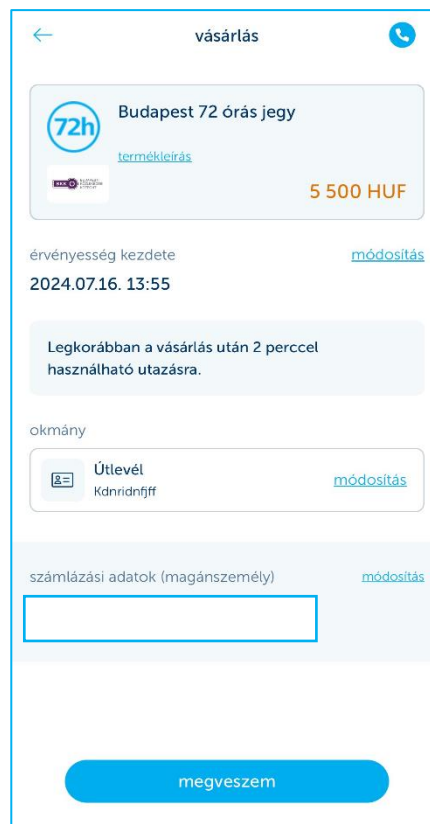 vásárlás
72h
Budapest 72 órás jegy
termékleírás
BKK
5 500 HUF
érvényesség kezdete
módosítás
2024.07.16. 13:55
Legkorábban a vásárlás után 2 perccel
használható utazásra.
okmány
Útlevél
Kdnridnfjff
módosítás
számlázási adatok (magánszemély)
módosítás
megveszem